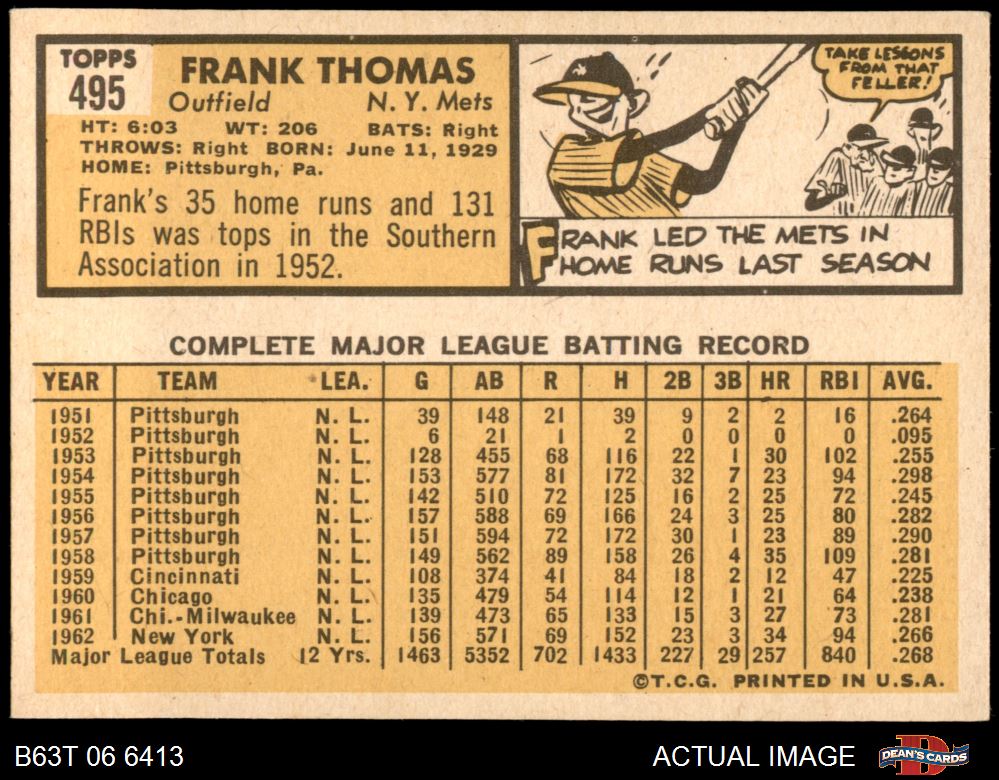 TOPPS
495
FRANK THOMAS
Outfield N. Y. Mets
HT: 6:03 WT: 206 BATS: Right
THROWS: Right BORN: June 11, 1929
HOME: Pittsburgh, Pa.
Frank's 35 home runs and 131
RBIs was tops in the Southern
Association in 1952.
TAKE LESSONS
FROM THAT
FELLER!
FRANK LED THE METS IN
HOME RUNS LAST SEASON
COMPLETE MAJOR LEAGUE BATTING RECORD
YEAR TEAM LEA. G AB R H 2B 3B HR RBI AVG.
1951 Pittsburgh N. L. 39 148 21 39 9 2 2 16 .264
1952 Pittsburgh N. L. 6 21 1 2 0 0 0 0 .095
1953 Pittsburgh N. L. 128 455 68 116 22 1 30 102 .255
1954 Pittsburgh N. L. 153 577 81 172 32 7 23 94 .298
1955 Pittsburgh N. L. 142 510 72 125 16 2 25 72 .245
1956 Pittsburgh N. L. 157 588 69 166 24 3 25 80 .282
1957 Pittsburgh N. L. 151 594 72 172 30 1 23 89 .290
1958 Pittsburgh N. L. 149 562 89 158 26 4 35 109 .281
1959 Cincinnati N. L. 108 374 41 84 18 2 12 47 .225
1960 Chicago N. L. 135 479 54 114 12 1 21 64 .238
1961 Chi.-Milwaukee N. L. 139 473 65 133 15 3 27 73 .281
1962 New York N. L. 156 571 69 152 23 3 34 94 .266
Major League Totals 12 Yrs. 1463 5352 702 1433 227 29 257 840 .268
©T.C.G. PRINTED IN U.S.A.
B63T 06 6413 ACTUAL IMAGE DEAN'S CARDS